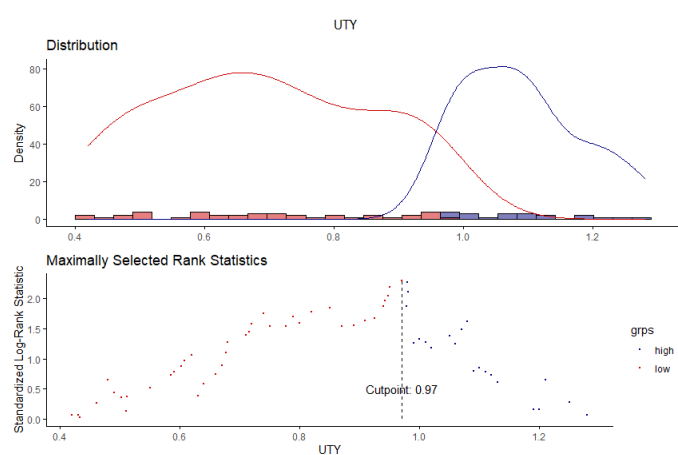 UTY
Distribution
Density
80
60
40
20
0
0.4 0.6 0.8 1.0 1.2
Maximally Selected Rank Statistics
Standardized Log-Rank Statistic
2.0
1.5
1.0
0.5
0.0
Cutpoint: 0.97
0.4 0.6 0.8 1.0 1.2
UTY
grps
high
low